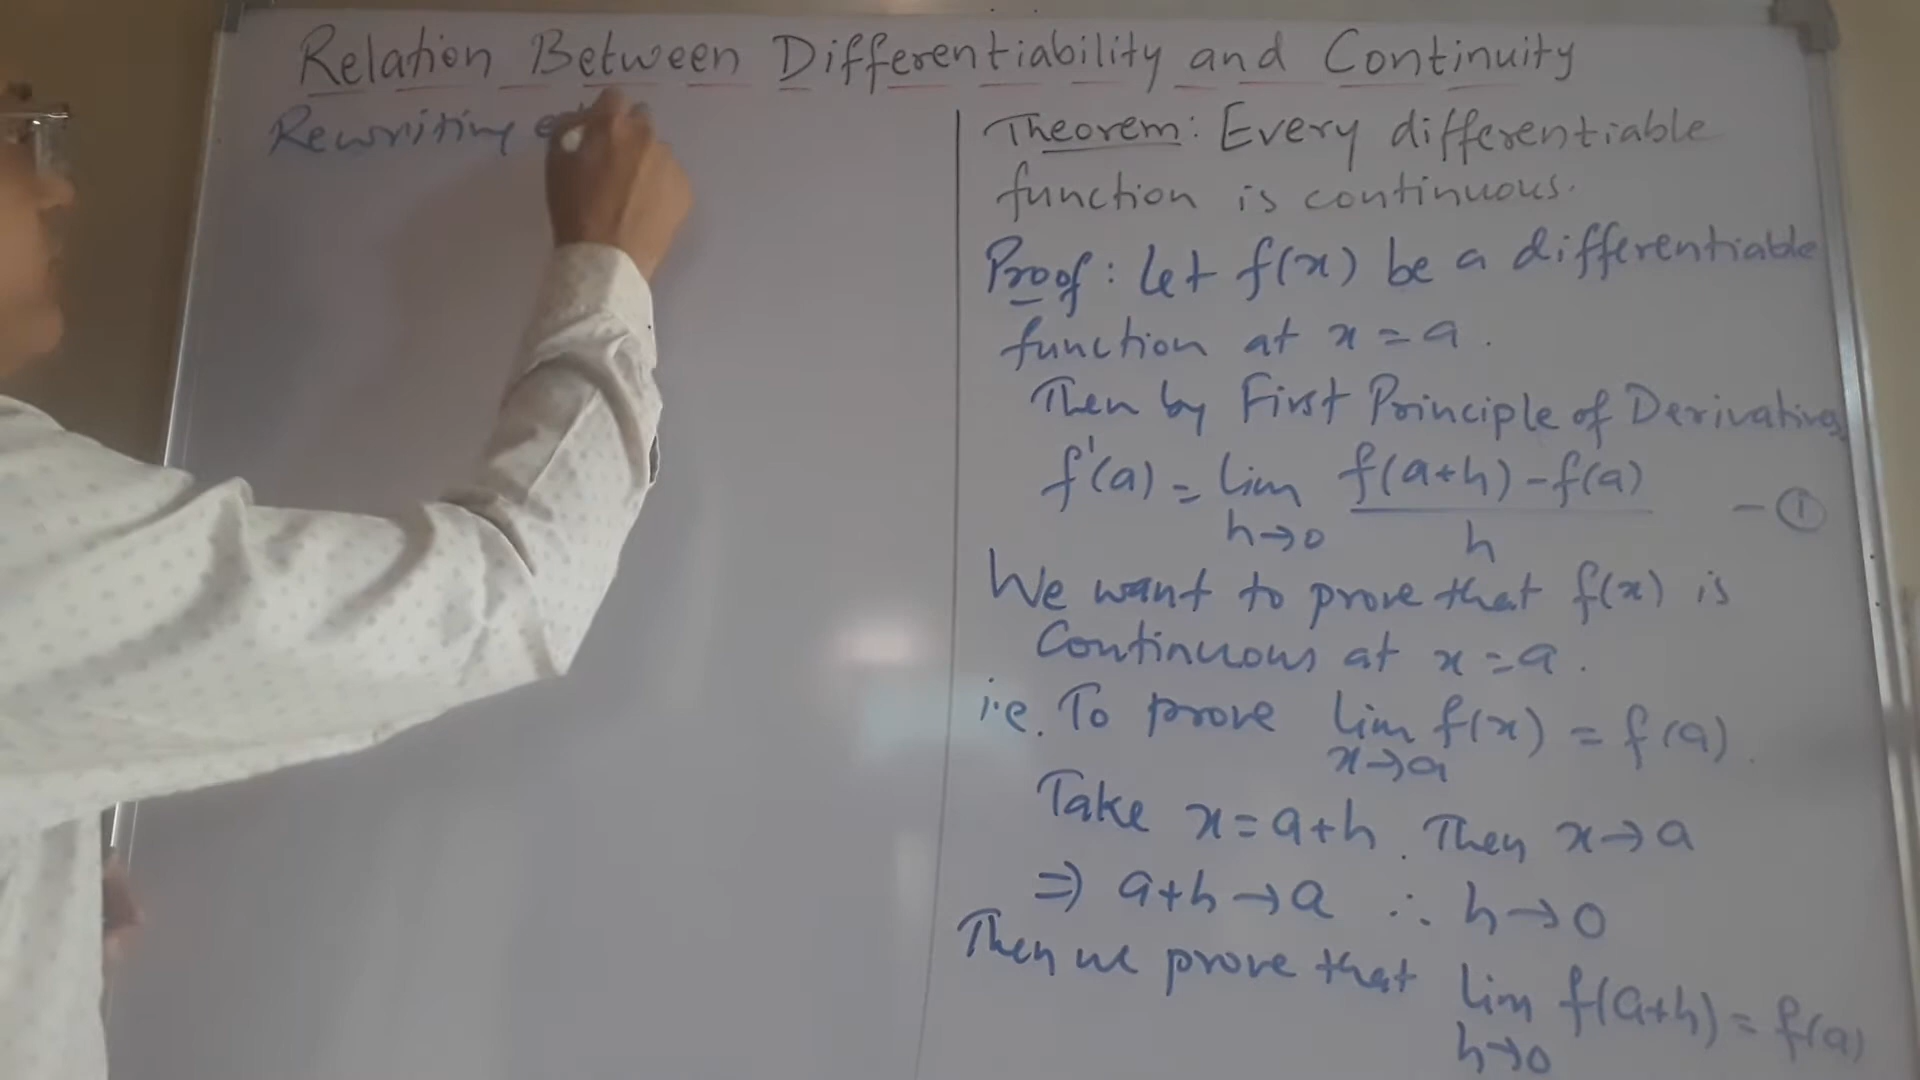 Relation Between Differentiability and Continuity
Rewriting
Theorem: Every differentiable
function is continuous.
Proof: Let f(x) be a differentiable
function at x = a.
Then by First Principle of Derivatives
f'(a) = lim h→0 f(a+h) - f(a) / h - ①
We want to prove that f(x) is
Continuous at x = a.
i.e. To prove lim x→a f(x) = f(a).
Take x = a+h. Then x→a
⇒ a+h→a ∴ h→0
Then we prove that lim h→0 f(a+h) = f(a)